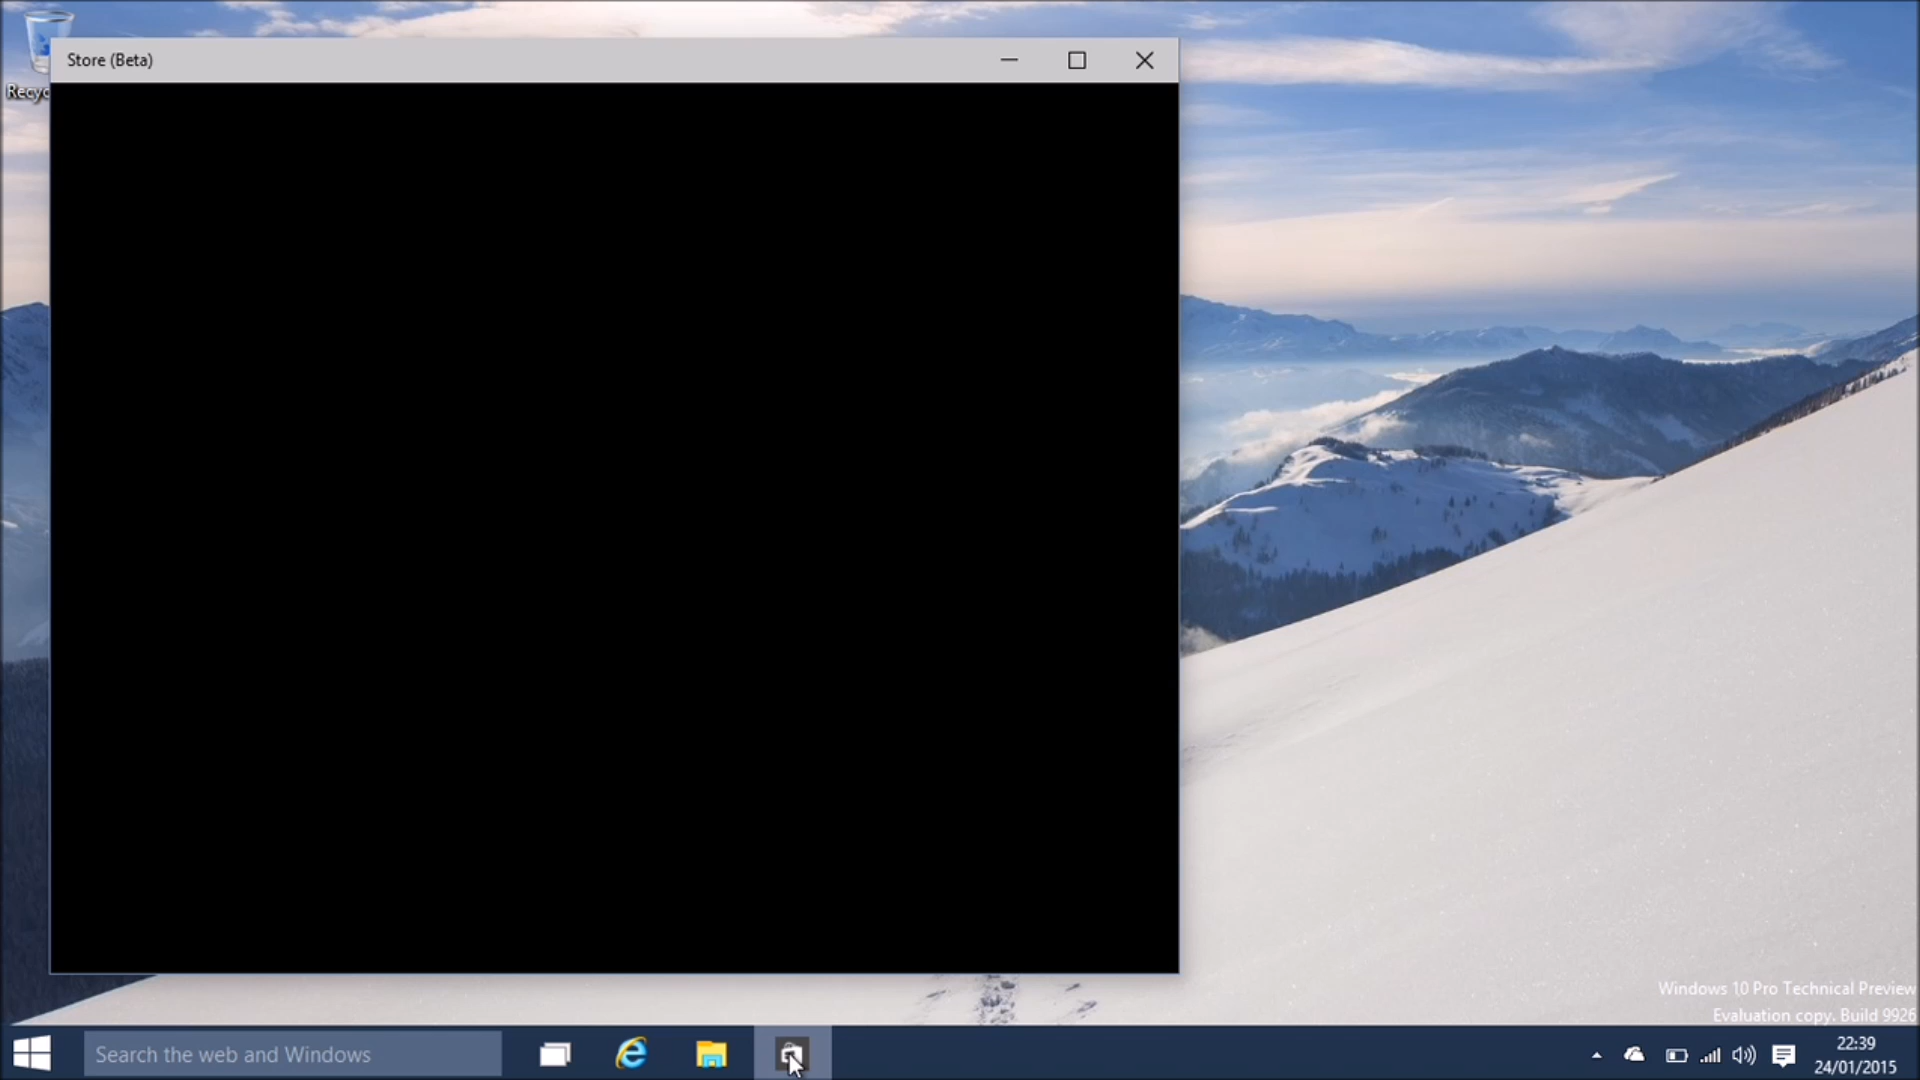 Store (Beta)
Recyc
Windows 10 Pro Technical Preview
Evaluation copy. Build 9926
Search the web and Windows
22:39
24/01/2015